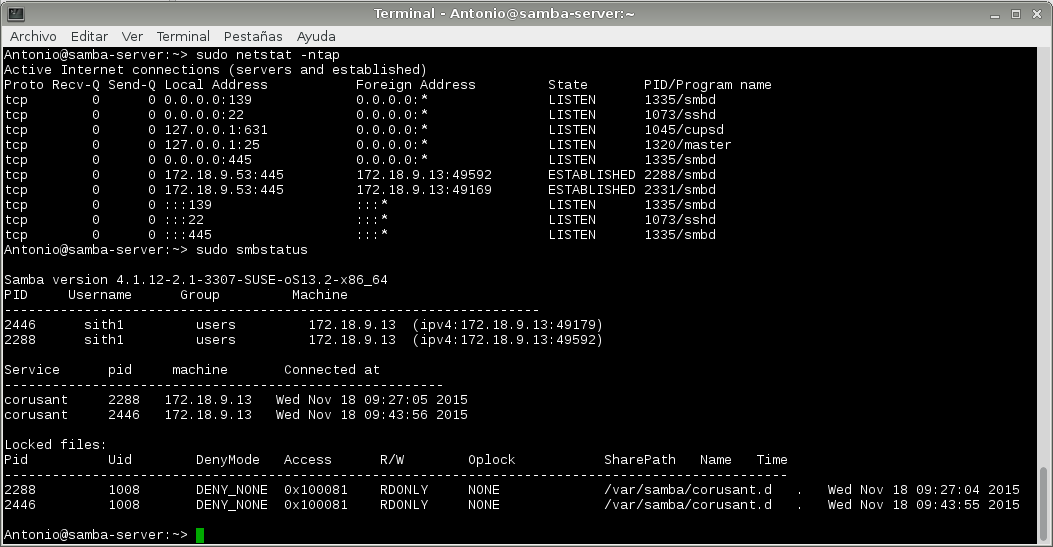 Terminal - Antonio@samba-server:~
Archivo Editar Ver Terminal Pestañas Ayuda
Antonio@samba-server:~> sudo netstat -ntap
Active Internet connections (servers and established)
Proto Recv-Q Send-Q Local Address           Foreign Address         State       PID/Program name
tcp        0      0 0.0.0.0:139             0.0.0.0:*               LISTEN      1335/smbd
tcp        0      0 0.0.0.0:22              0.0.0.0:*               LISTEN      1073/sshd
tcp        0      0 127.0.0.1:631           0.0.0.0:*               LISTEN      1045/cupsd
tcp        0      0 127.0.0.1:25            0.0.0.0:*               LISTEN      1320/master
tcp        0      0 0.0.0.0:445             0.0.0.0:*               LISTEN      1335/smbd
tcp        0      0 172.18.9.53:445         172.18.9.13:49592       ESTABLISHED 2288/smbd
tcp        0      0 172.18.9.53:445         172.18.9.13:49169       ESTABLISHED 2331/smbd
tcp        0      0 :::139                  :::*                    LISTEN      1335/smbd
tcp        0      0 :::22                   :::*                    LISTEN      1073/sshd
tcp        0      0 :::445                  :::*                    LISTEN      1335/smbd
Antonio@samba-server:~> sudo smbstatus
Samba version 4.1.12-2.1-3307-SUSE-oS13.2-x86_64
PID     Username      Group         Machine
-------------------------------------------------------------------
2446      sith1         users         172.18.9.13  (ipv4:172.18.9.13:49179)
2288      sith1         users         172.18.9.13  (ipv4:172.18.9.13:49592)
Service      pid     machine       Connected at
-------------------------------------------------------
corusant     2288   172.18.9.13   Wed Nov 18 09:27:05 2015
corusant     2446   172.18.9.13   Wed Nov 18 09:43:56 2015
Locked files:
Pid          Uid        DenyMode   Access      R/W        Oplock           SharePath   Name   Time
--------------------------------------------------------------------------------------------------
2288         1008       DENY_NONE  0x100081    RDONLY     NONE             /var/samba/corusant.d   .   Wed Nov 18 09:27:04 2015
2446         1008       DENY_NONE  0x100081    RDONLY     NONE             /var/samba/corusant.d   .   Wed Nov 18 09:43:55 2015
Antonio@samba-server:~>